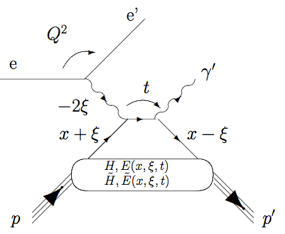 e'
Q²
e
γ'
t
−2ξ
x + ξ
x − ξ
H, E(x, ξ, t)
H̃, Ẽ(x, ξ, t)
p
p'